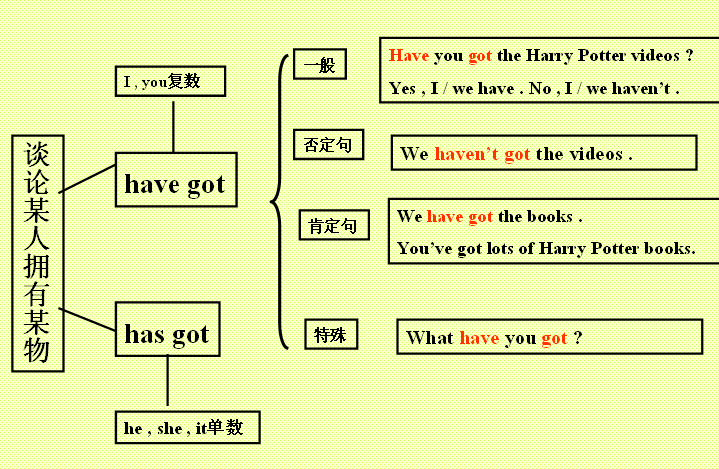 谈论某人拥有某物
I , you复数
have got
has got
he , she , it单数
一般
Have you got the Harry Potter videos ?
Yes , I / we have . No , I / we haven't .
否定句
We haven't got the videos .
肯定句
We have got the books .
You've got lots of Harry Potter books.
特殊
What have you got ?